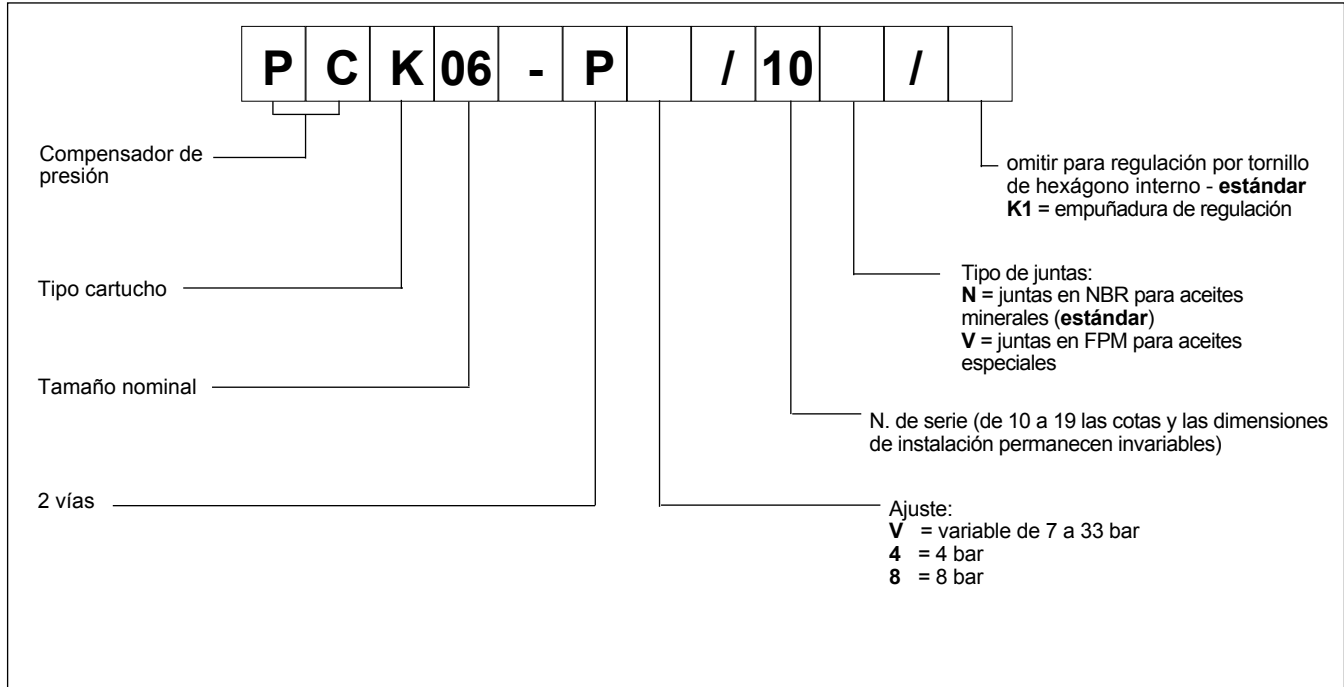 P C K 06 - P / 10 /
Compensador de
presión
Tipo cartucho
Tamaño nominal
2 vías
omitir para regulación por tornillo
de hexágono interno - estándar
K1 = empuñadura de regulación
Tipo de juntas:
N = juntas en NBR para aceites
minerales (estándar)
V = juntas en FPM para aceites
especiales
N. de serie (de 10 a 19 las cotas y las dimensiones
de instalación permanecen invariables)
Ajuste:
V = variable de 7 a 33 bar
4 = 4 bar
8 = 8 bar